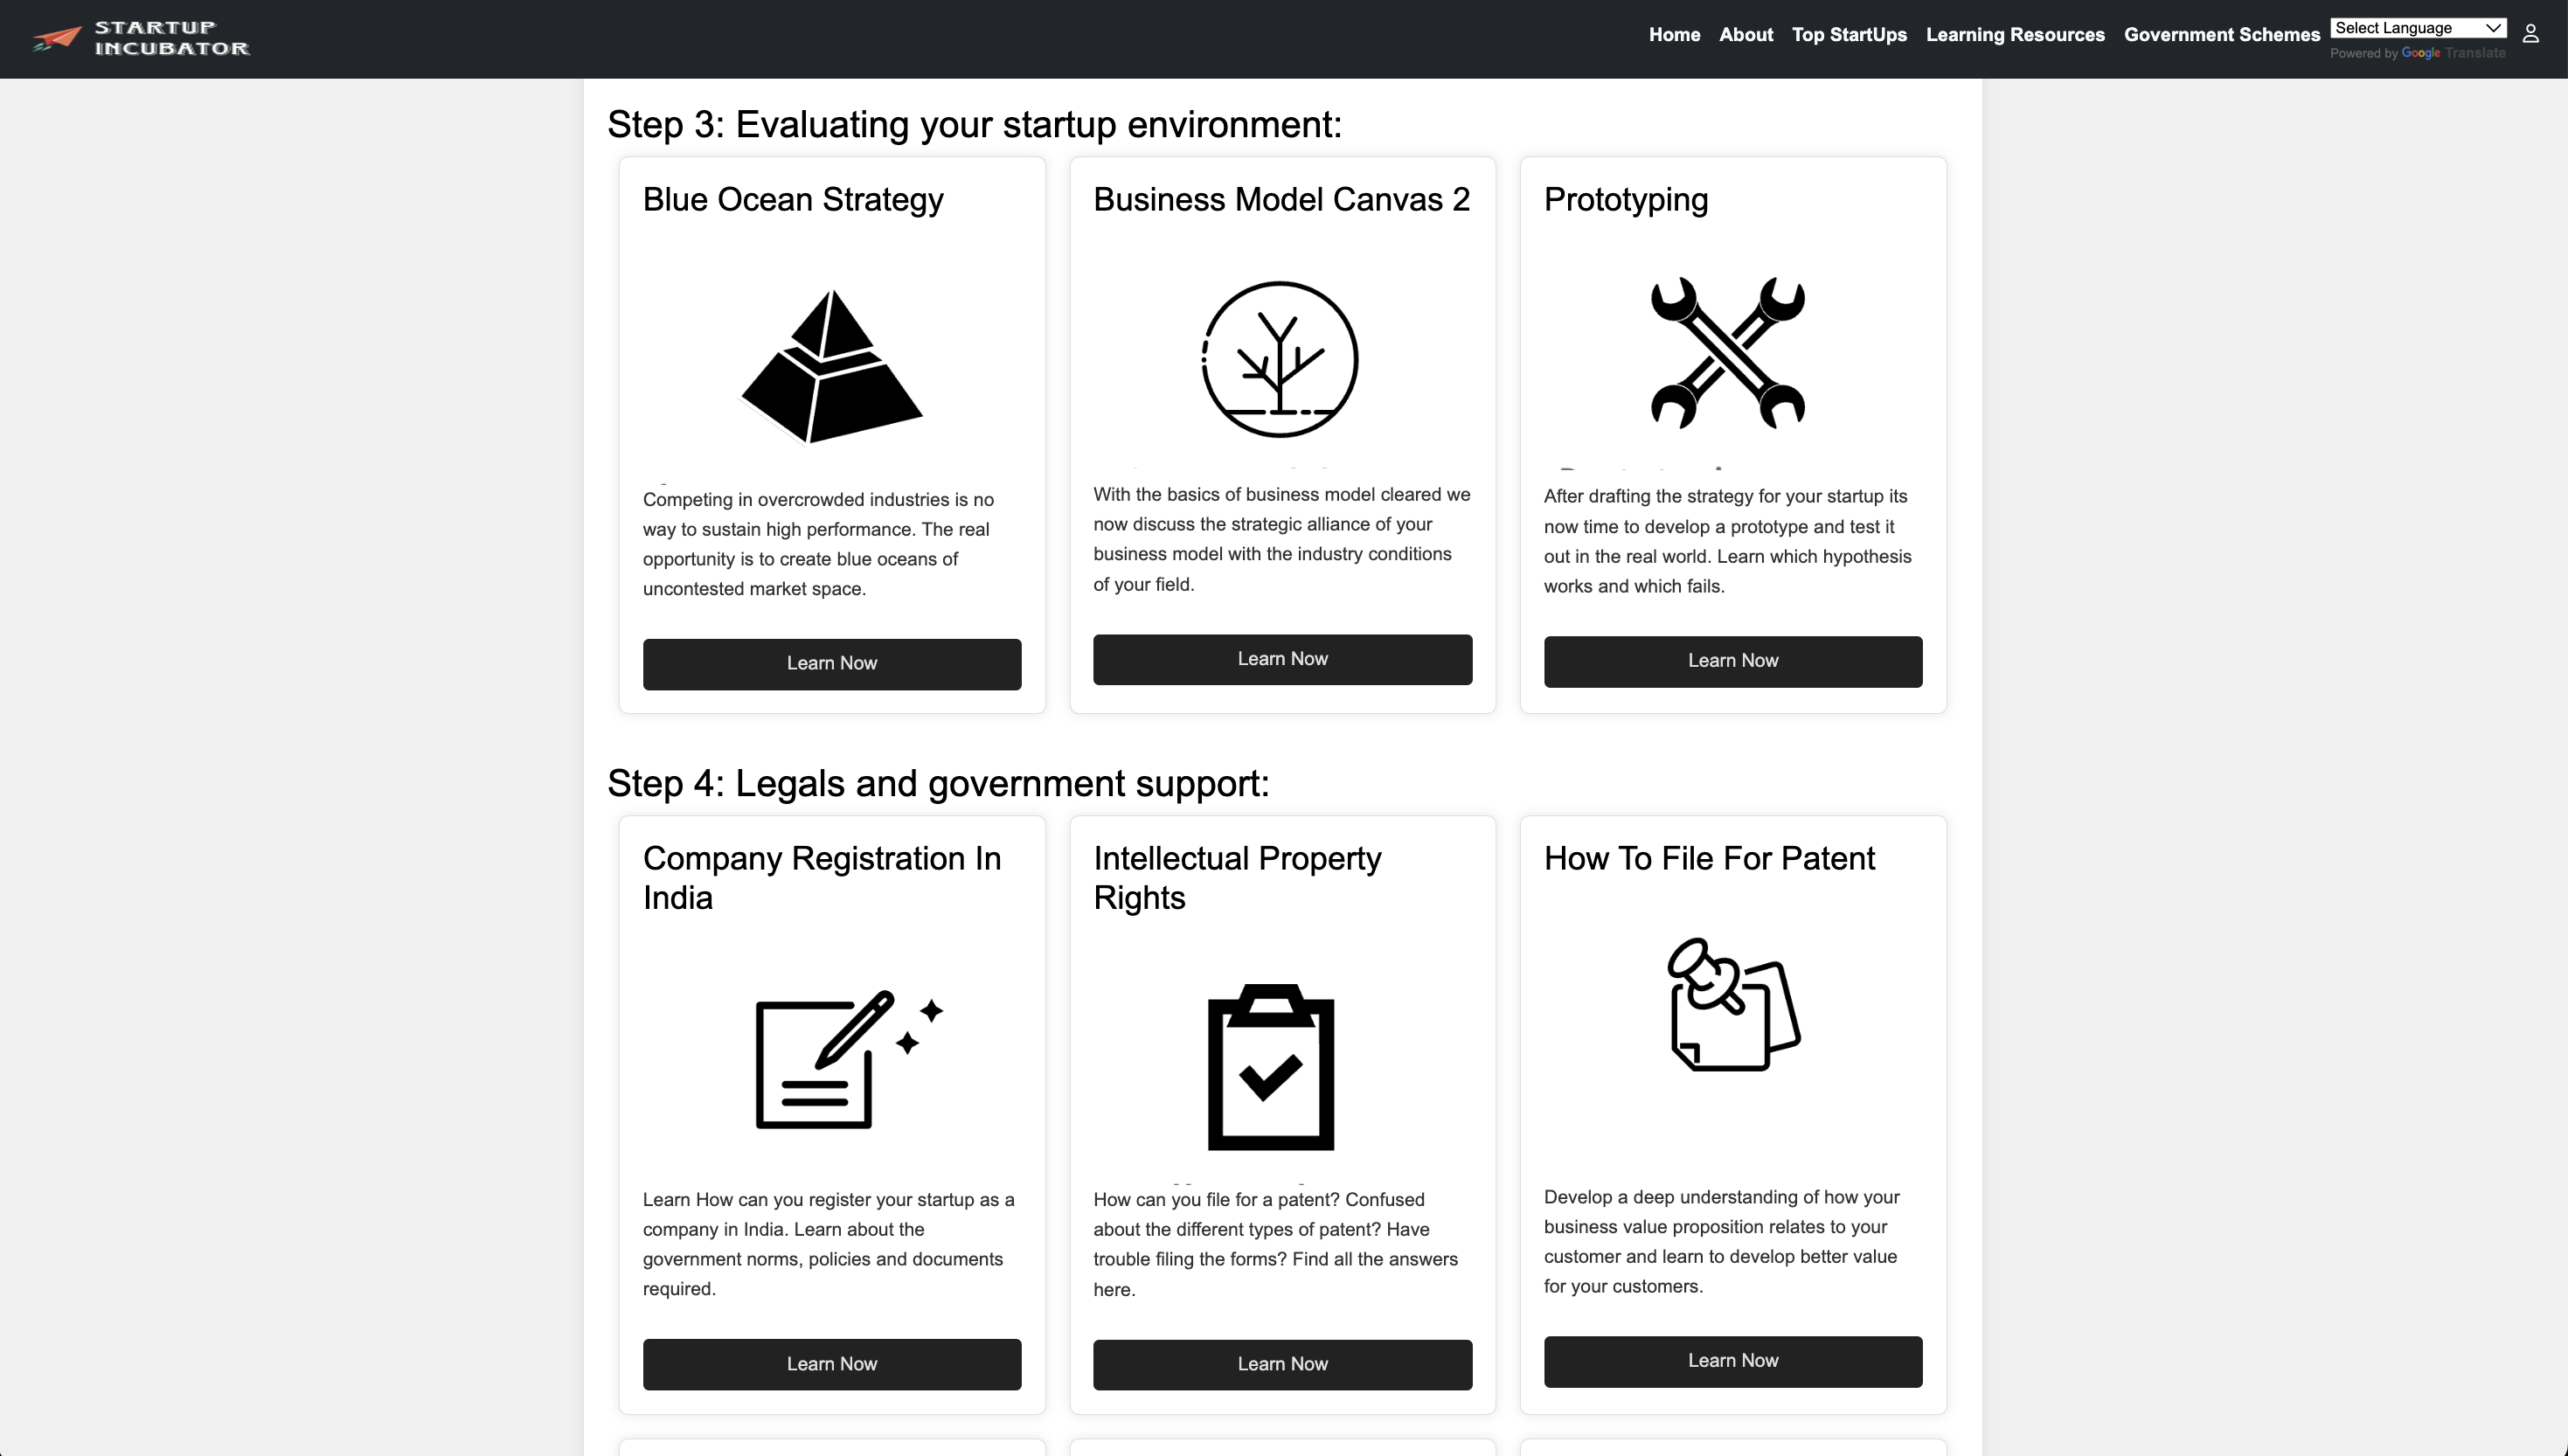 STARTUP
INCUBATOR
Home About Top StartUps Learning Resources Government Schemes Select Language
Powered by Google Translate
Step 3: Evaluating your startup environment:
Blue Ocean Strategy
Competing in overcrowded industries is no
way to sustain high performance. The real
opportunity is to create blue oceans of
uncontested market space.
Learn Now
Business Model Canvas 2
With the basics of business model cleared we
now discuss the strategic alliance of your
business model with the industry conditions
of your field.
Learn Now
Prototyping
After drafting the strategy for your startup its
now time to develop a prototype and test it
out in the real world. Learn which hypothesis
works and which fails.
Learn Now
Step 4: Legals and government support:
Company Registration In
India
Learn How can you register your startup as a
company in India. Learn about the
government norms, policies and documents
required.
Learn Now
Intellectual Property
Rights
How can you file for a patent? Confused
about the different types of patent? Have
trouble filing the forms? Find all the answers
here.
Learn Now
How To File For Patent
Develop a deep understanding of how your
business value proposition relates to your
customer and learn to develop better value
for your customers.
Learn Now